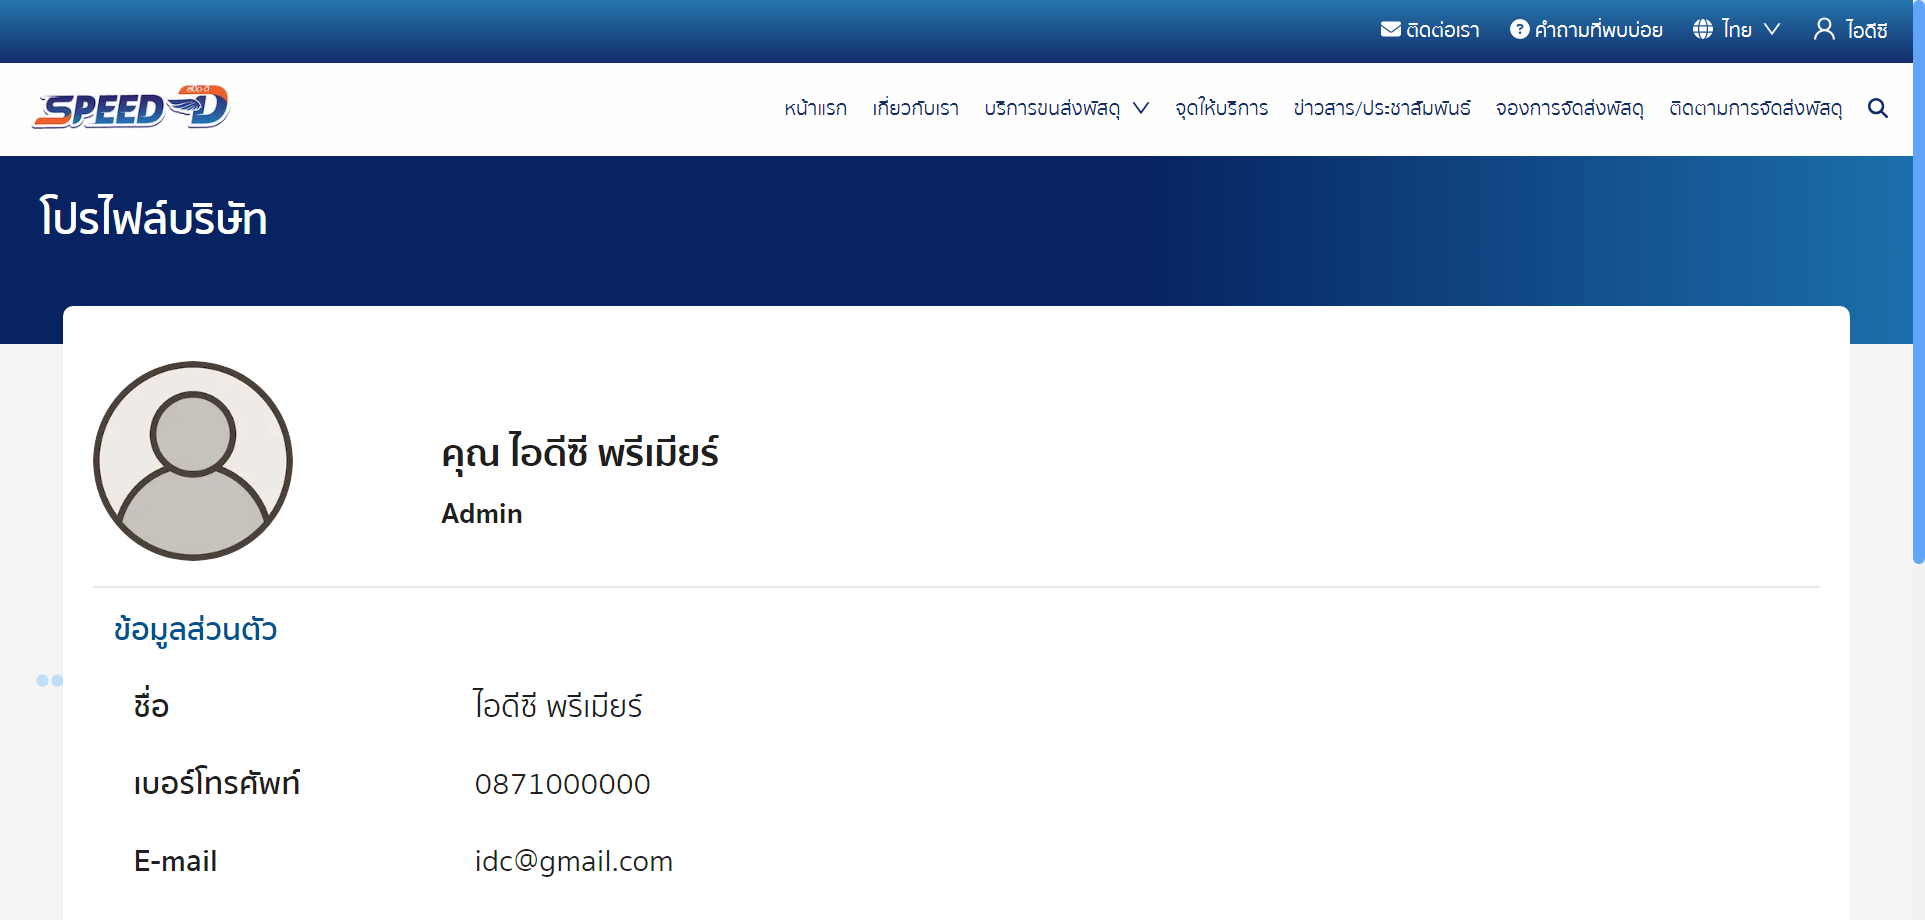 ติดต่อเรา คำถามที่พบบ่อย ไทย ไอดีซี
สปีด-ดี
SPEED-D
หน้าแรก เกี่ยวกับเรา บริการขนส่งพัสดุ จุดให้บริการ ข่าวสาร/ประชาสัมพันธ์ จองการจัดส่งพัสดุ ติดตามการจัดส่งพัสดุ
โปรไฟล์บริษัท
คุณ ไอดีซี พรีเมียร์
Admin
ข้อมูลส่วนตัว
ชื่อ ไอดีซี พรีเมียร์
เบอร์โทรศัพท์ 0871000000
E-mail idc@gmail.com